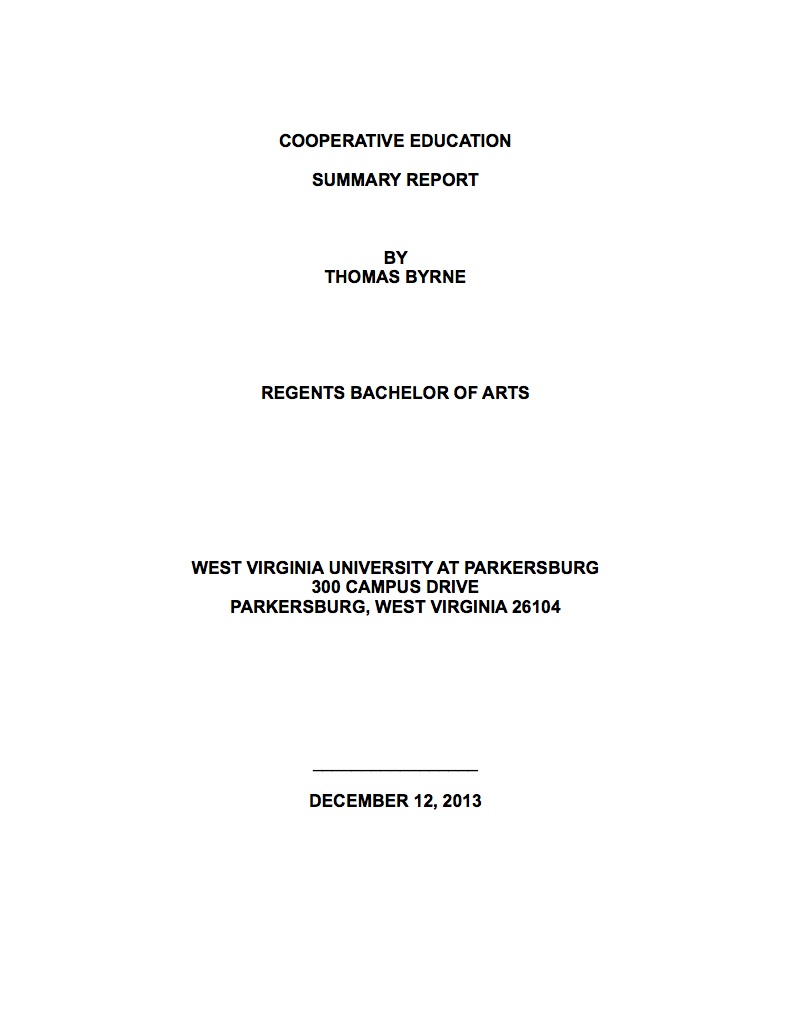 COOPERATIVE EDUCATION
SUMMARY REPORT
BY
THOMAS BYRNE
REGENTS BACHELOR OF ARTS
WEST VIRGINIA UNIVERSITY AT PARKERSBURG
300 CAMPUS DRIVE
PARKERSBURG, WEST VIRGINIA 26104
DECEMBER 12, 2013